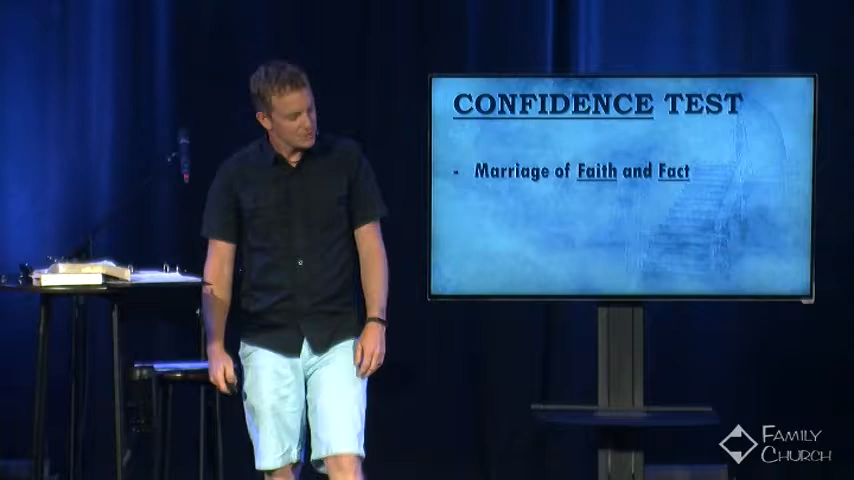 CONFIDENCE TEST
- Marriage of Faith and Fact
FAMILY
CHURCH